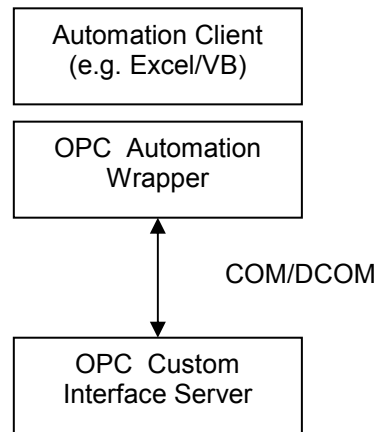 Automation Client
(e.g. Excel/VB)
OPC Automation
Wrapper
COM/DCOM
OPC Custom
Interface Server